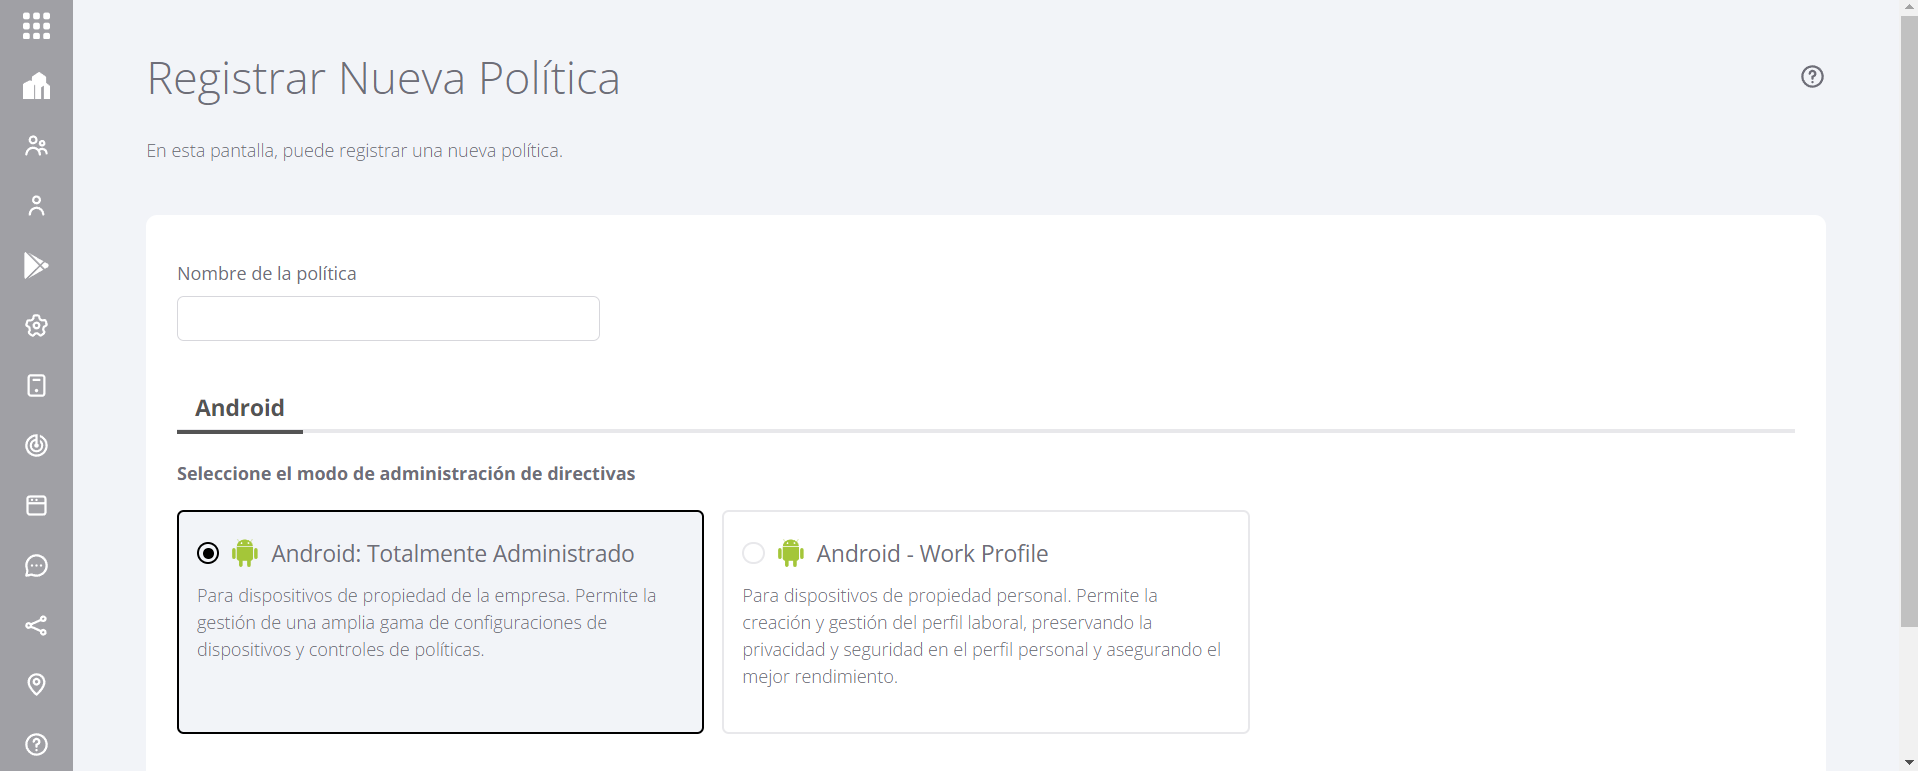 Registrar Nueva Política
En esta pantalla, puede registrar una nueva política.
Nombre de la política
Android
Seleccione el modo de administración de directivas
Android: Totalmente Administrado
Para dispositivos de propiedad de la empresa. Permite la
gestión de una amplia gama de configuraciones de
dispositivos y controles de políticas.
Android - Work Profile
Para dispositivos de propiedad personal. Permite la
creación y gestión del perfil laboral, preservando la
privacidad y seguridad en el perfil personal y asegurando el
mejor rendimiento.